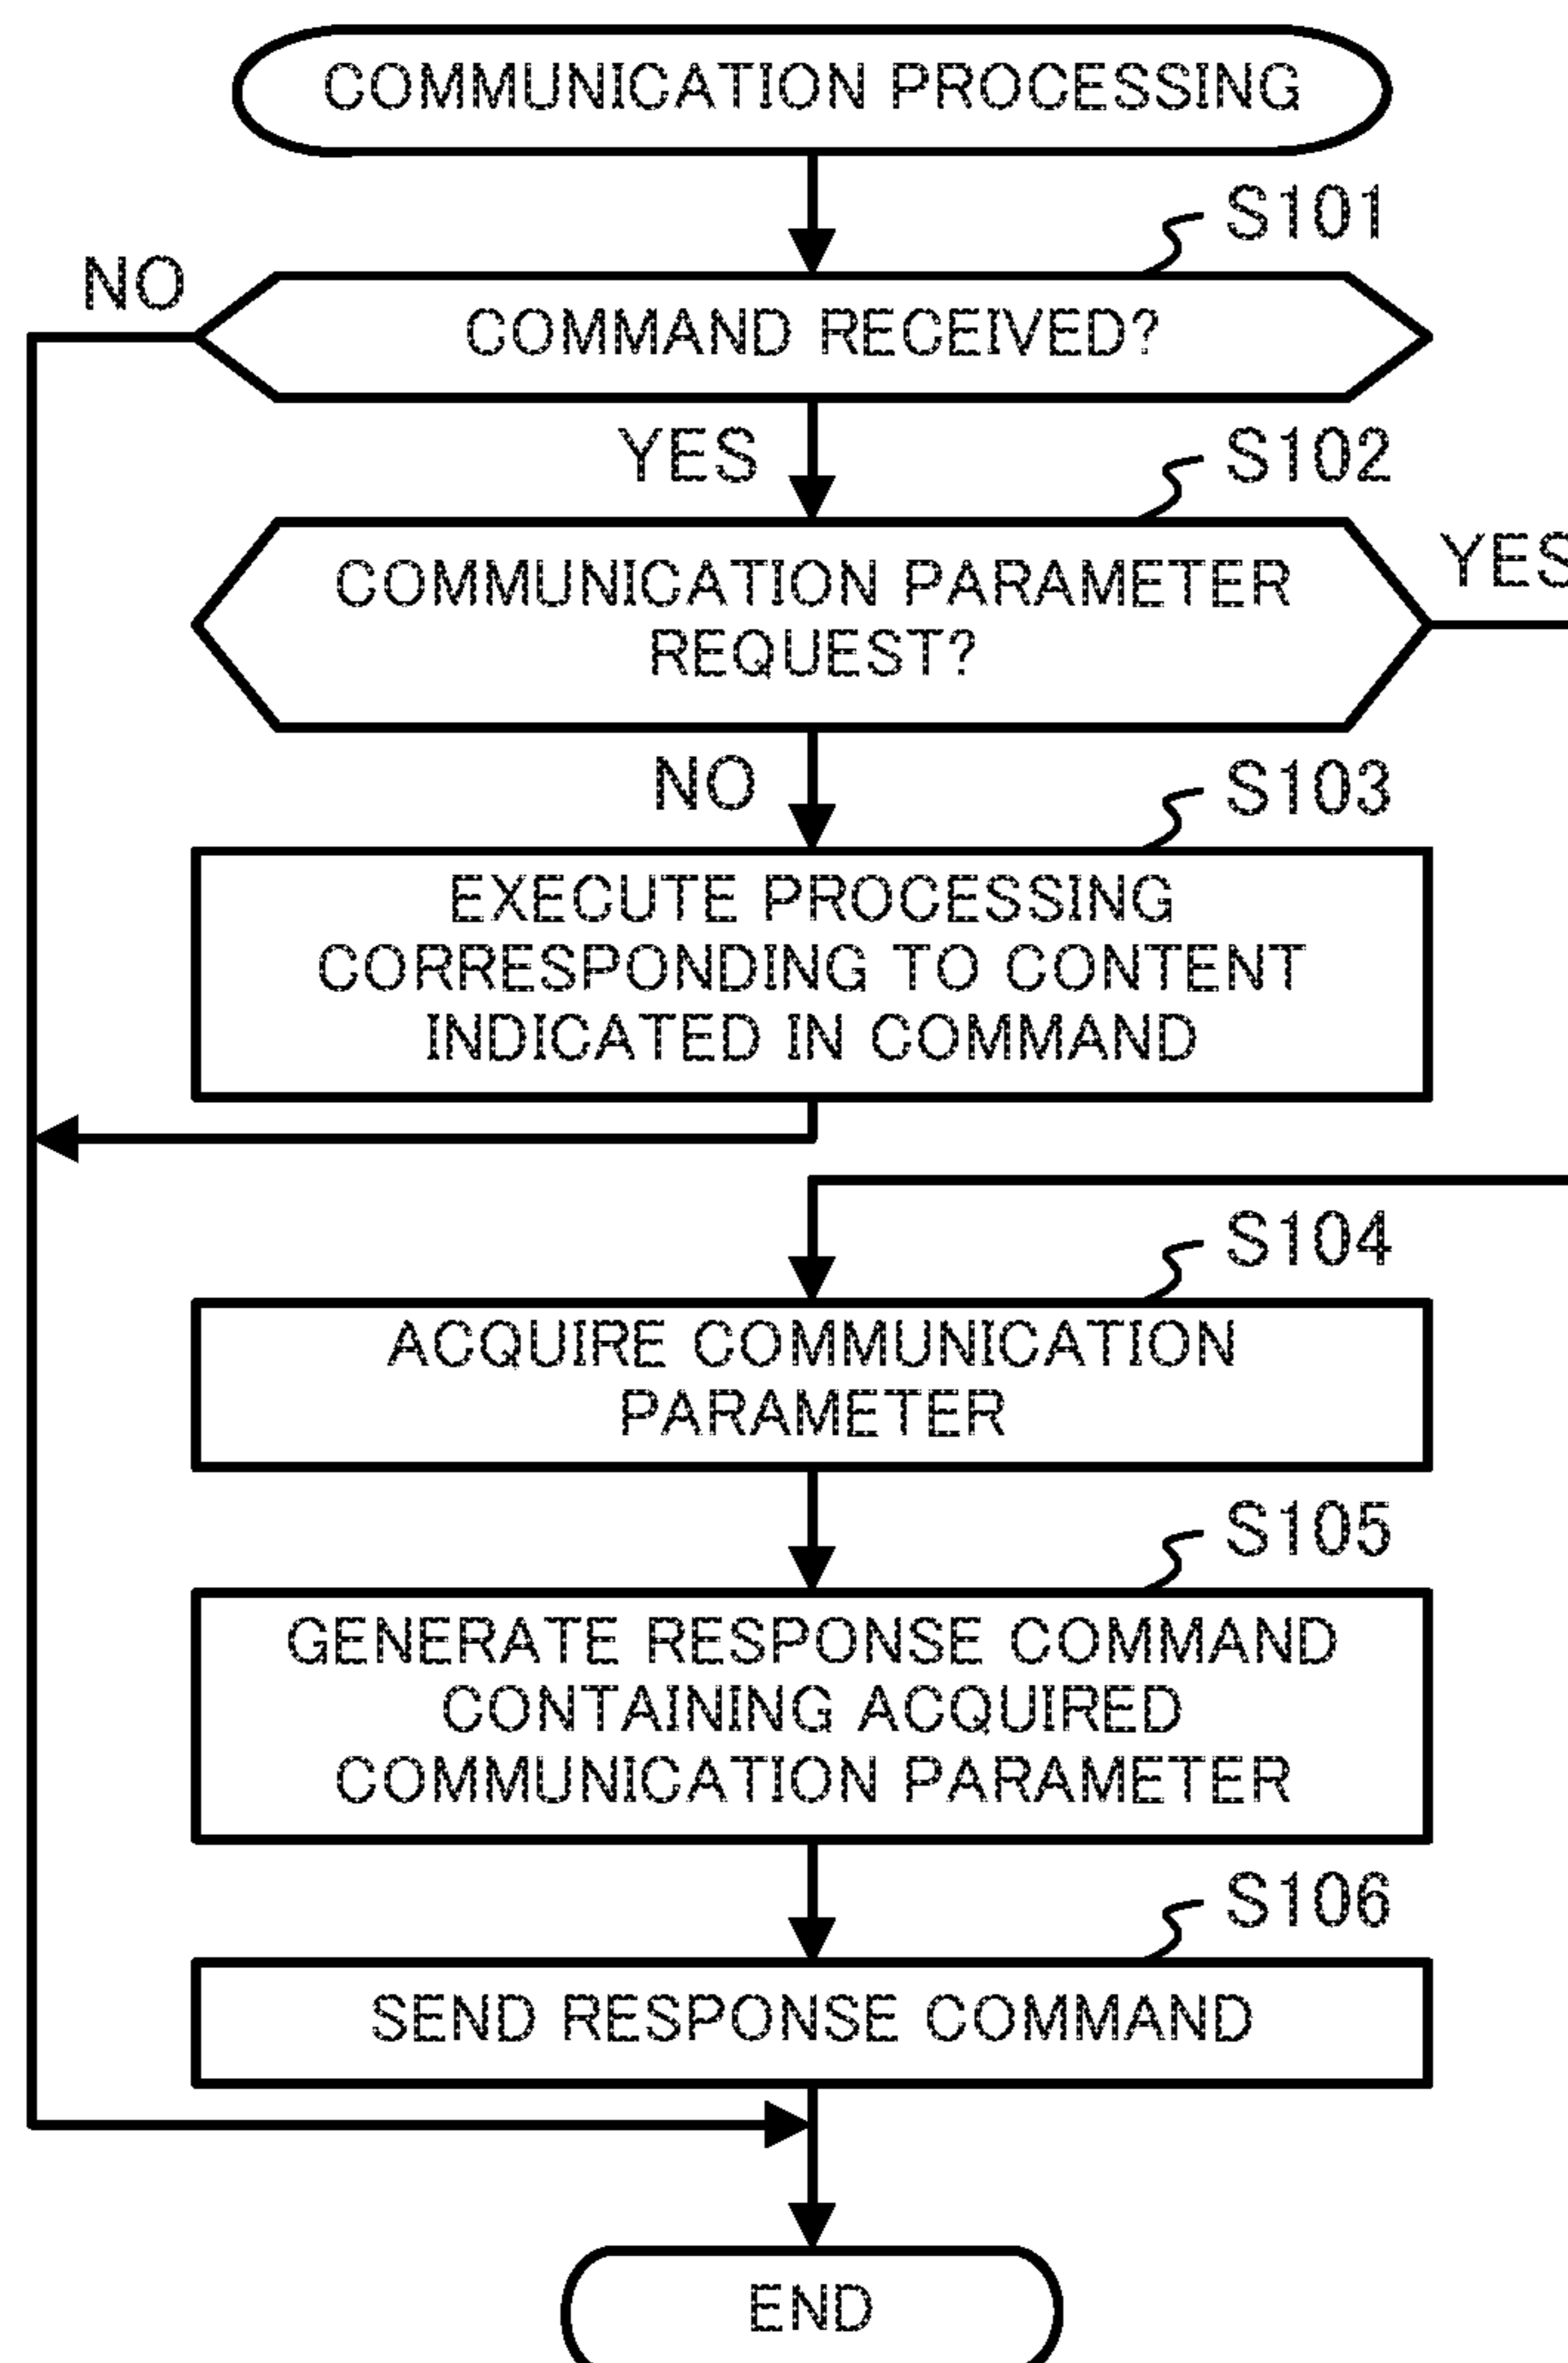 COMMUNICATION PROCESSING
S101
NO
COMMAND RECEIVED?
YES
S102
COMMUNICATION PARAMETER
REQUEST?
YES
NO
S103
EXECUTE PROCESSING
CORRESPONDING TO CONTENT
INDICATED IN COMMAND
S104
ACQUIRE COMMUNICATION
PARAMETER
S105
GENERATE RESPONSE COMMAND
CONTAINING ACQUIRED
COMMUNICATION PARAMETER
S106
SEND RESPONSE COMMAND
END